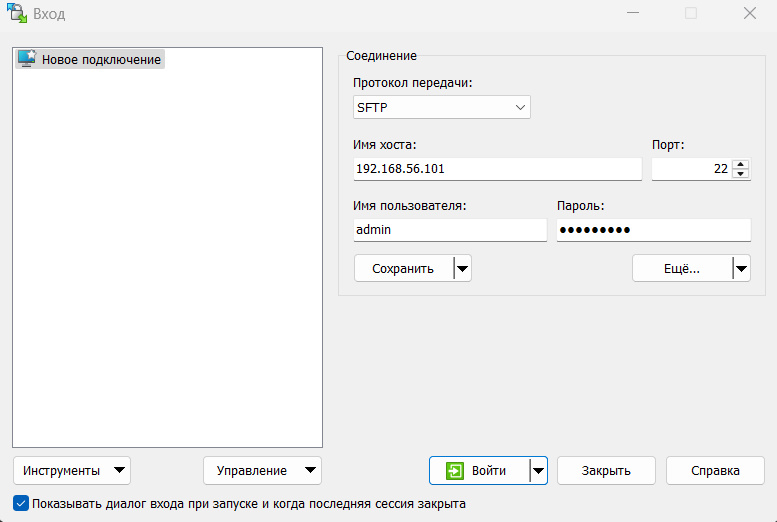 Вход
Новое подключение
Соединение
Протокол передачи:
SFTP
Имя хоста: Порт:
192.168.56.101 22
Имя пользователя: Пароль:
admin ●●●●●●●●●
Сохранить Ещё...
Инструменты Управление Войти Закрыть Справка
Показывать диалог входа при запуске и когда последняя сессия закрыта